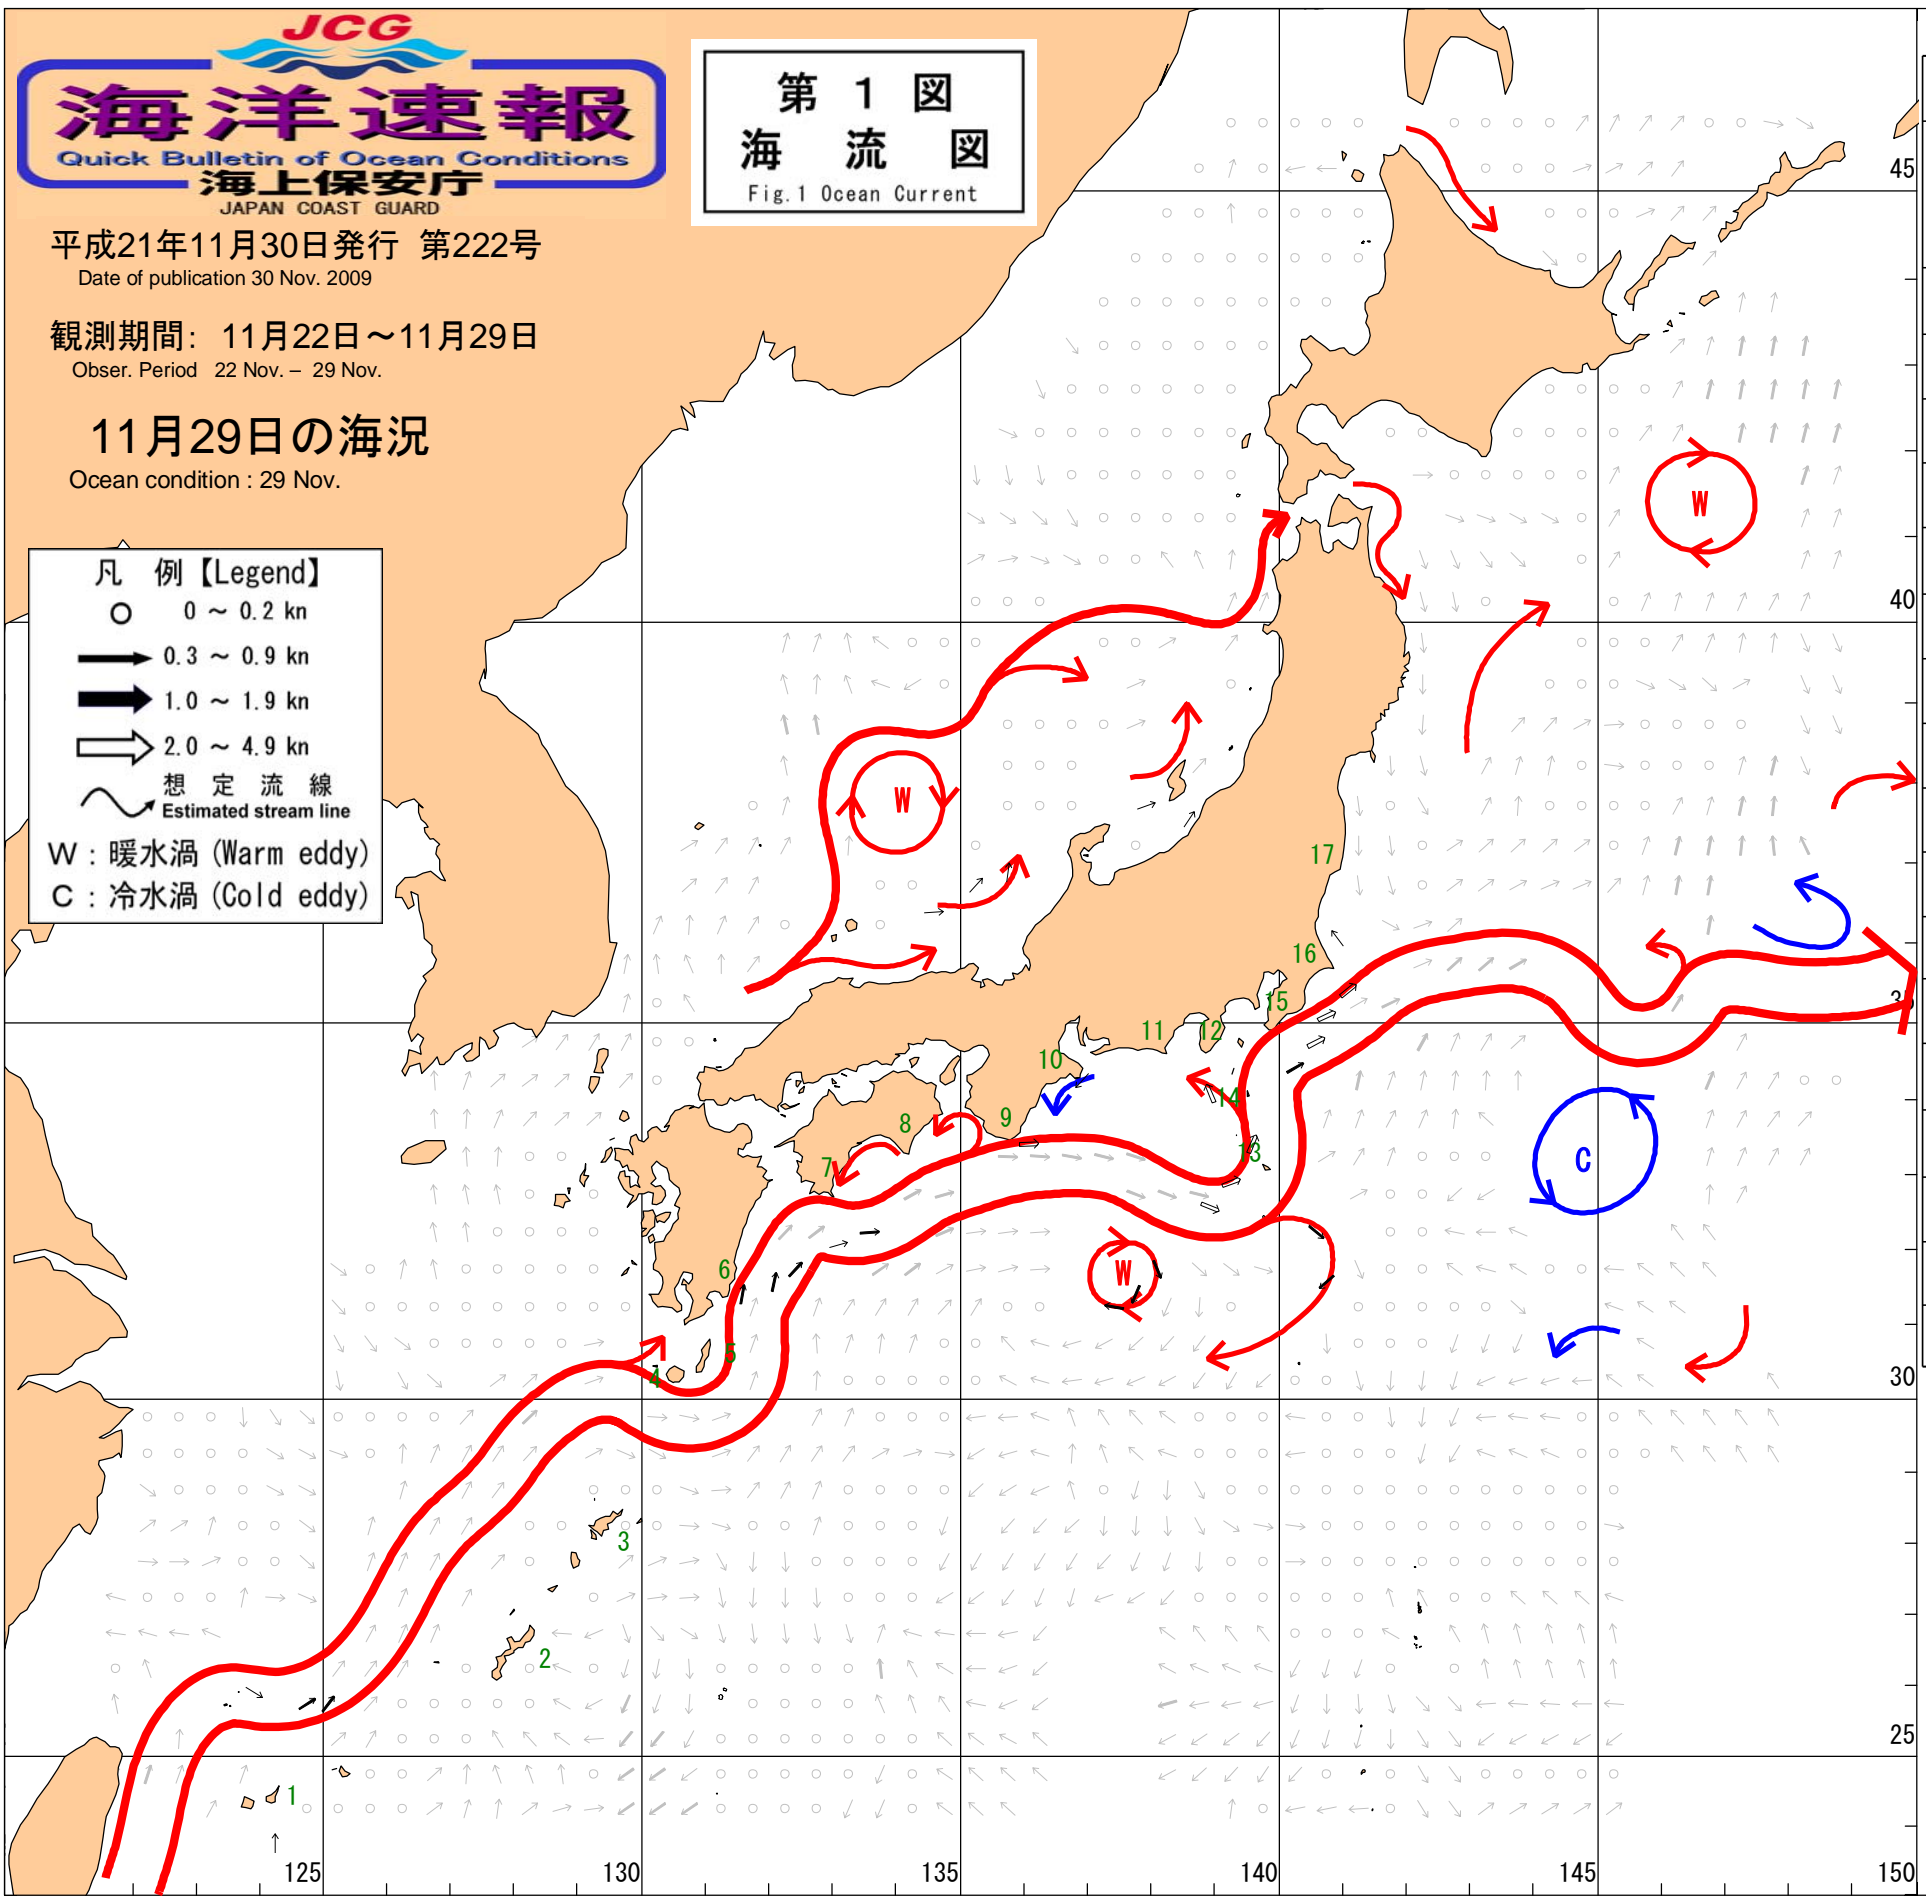 JCG
海洋速報
Quick Bulletin of Ocean Conditions
海上保安庁
JAPAN COAST GUARD
第 1 図
海 流 図
Fig.1 Ocean Current
平成21年11月30日発行 第222号
Date of publication 30 Nov. 2009
観測期間: 11月22日～11月29日
Obser. Period 22 Nov. – 29 Nov.
11月29日の海況
Ocean condition : 29 Nov.
凡 例【Legend】
0 ～ 0.2 kn
0.3 ～ 0.9 kn
1.0 ～ 1.9 kn
2.0 ～ 4.9 kn
想 定 流 線
Estimated stream line
W : 暖水渦 (Warm eddy)
C : 冷水渦 (Cold eddy)
45
W
40
W
17
16
35
15
11
12
10
14
9
8
13
7
C
6
W
5
4
30
3
2
25
1
125
130
135
140
145
150